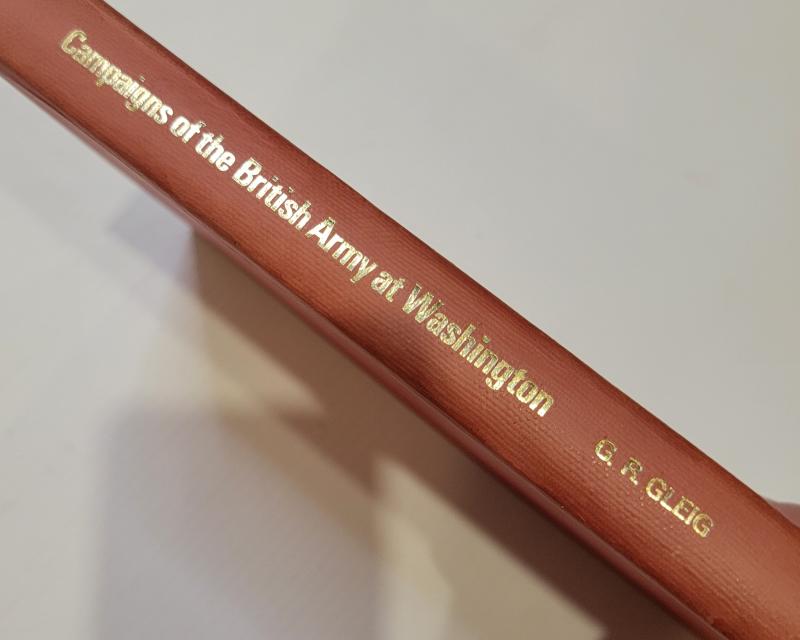 Campaigns of the British Army at Washington
G. R. GLEIG